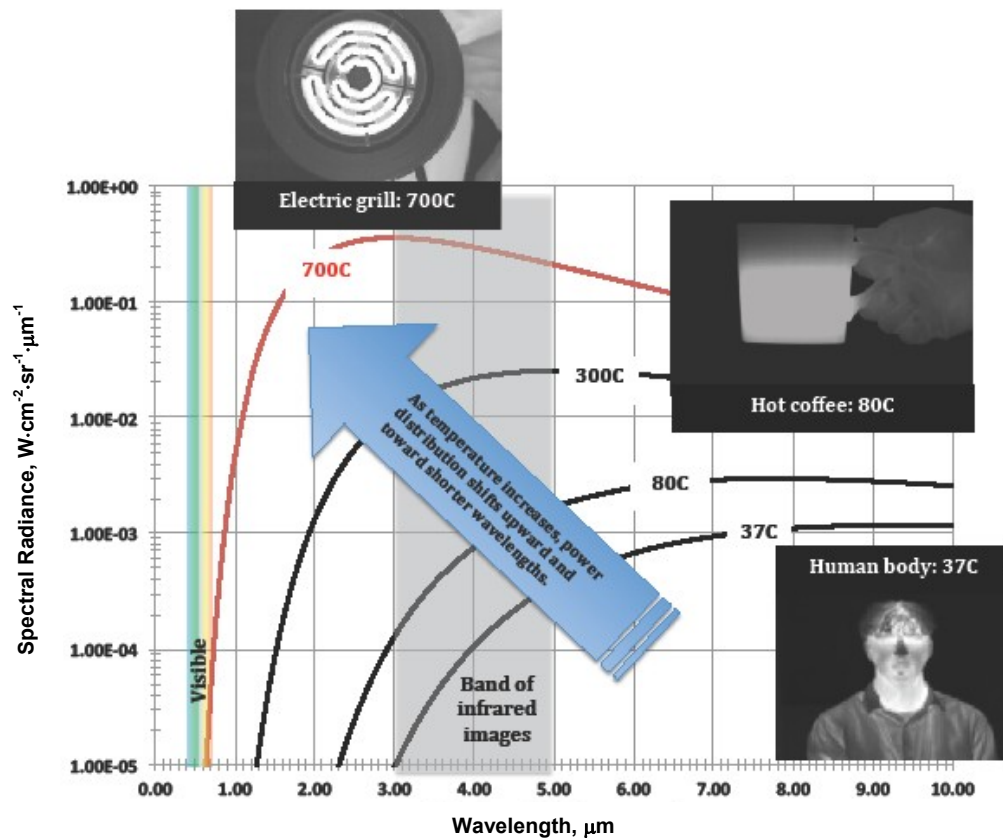 Electric grill: 700C
1.00E+00
1.00E-01
1.00E-02
1.00E-03
1.00E-04
1.00E-05
Spectral Radiance, W·cm⁻²·sr⁻¹·μm⁻¹
700C
300C
Hot coffee: 80C
80C
37C
Human body: 37C
As temperature increases, power
distribution shifts upward and
toward shorter wavelengths.
Visible
Band of
infrared
images
0.00 1.00 2.00 3.00 4.00 5.00 6.00 7.00 8.00 9.00 10.00
Wavelength, μm